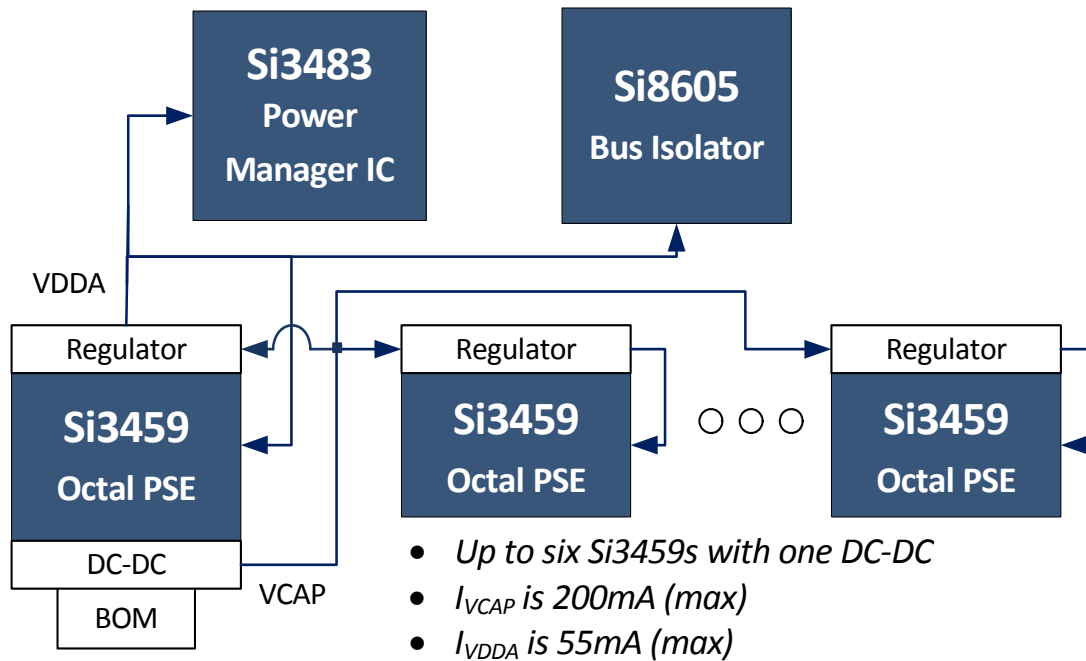 Si3483
Power
Manager IC
Si8605
Bus Isolator
VDDA
Regulator
Si3459
Octal PSE
DC-DC
BOM
VCAP
Regulator
Si3459
Octal PSE
Regulator
Si3459
Octal PSE
• Up to six Si3459s with one DC-DC
• IVCAP is 200mA (max)
• IVDDA is 55mA (max)